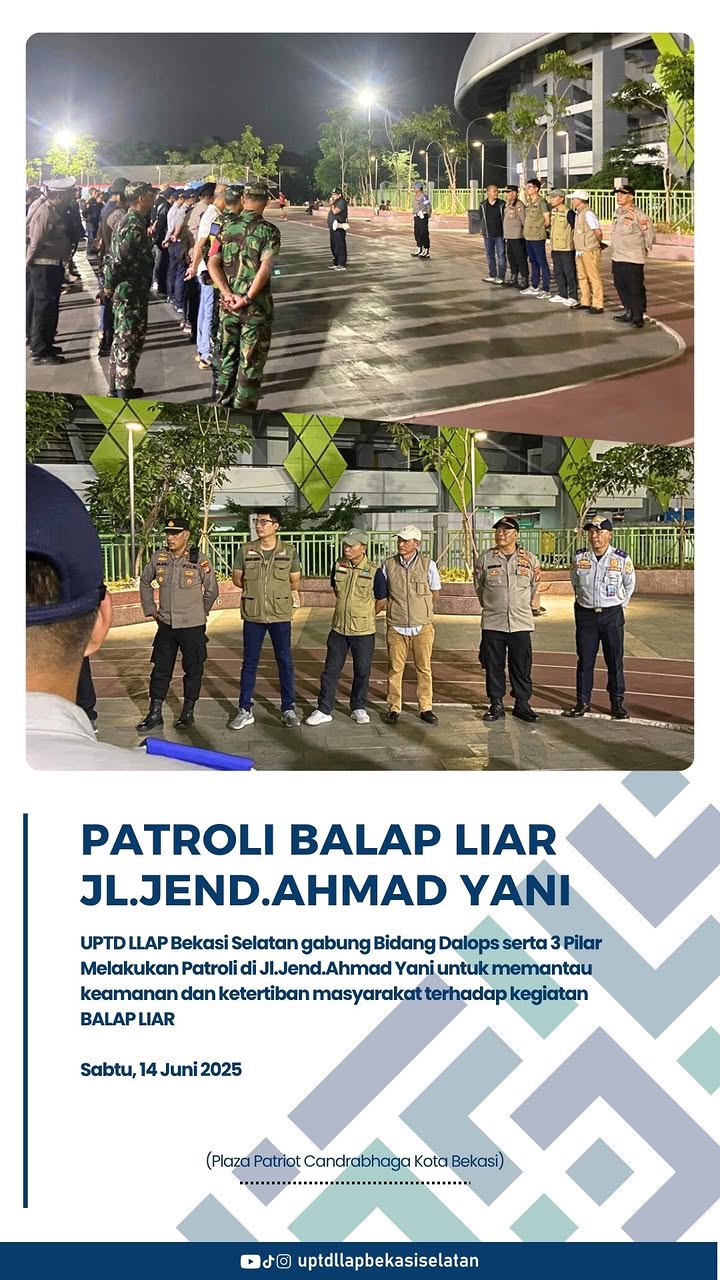 PATROLI BALAP LIAR
JL.JEND.AHMAD YANI
UPTD LLAP Bekasi Selatan gabung Bidang Dalops serta 3 Pilar
Melakukan Patroli di Jl.Jend.Ahmad Yani untuk memantau
keamanan dan ketertiban masyarakat terhadap kegiatan
BALAP LIAR
Sabtu, 14 Juni 2025
(Plaza Patriot Candrabhaga Kota Bekasi)
uptdllapbekasiselatan